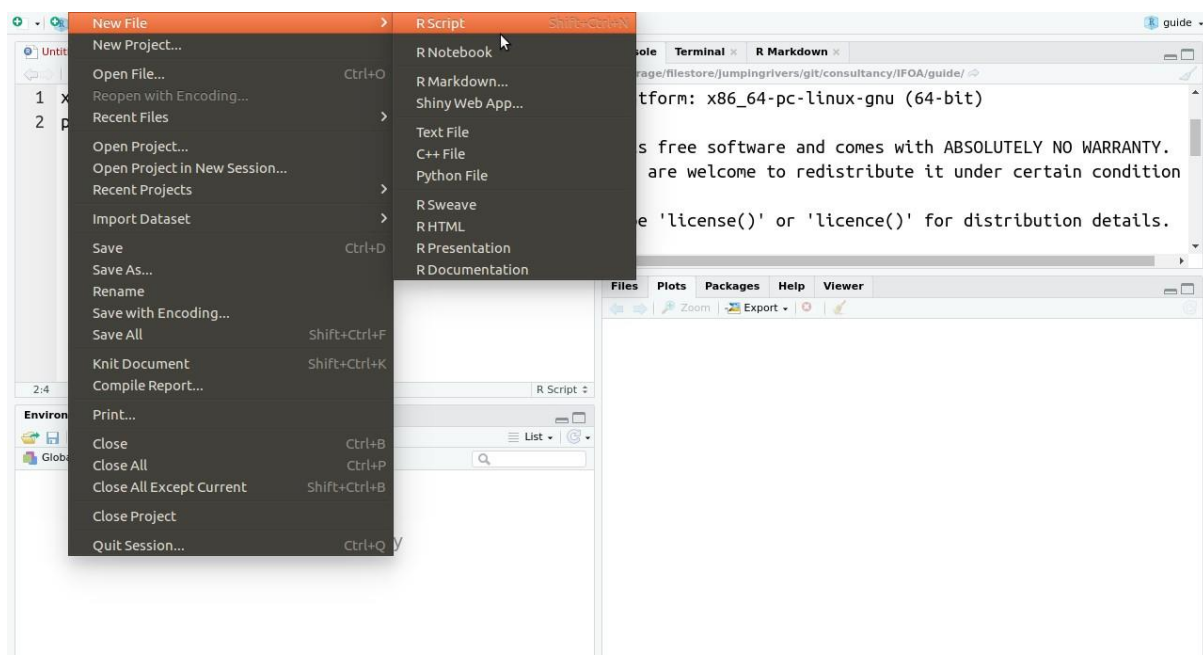 New File
New Project...
Open File... Ctrl+O
Reopen with Encoding...
Recent Files
Open Project...
Open Project in New Session...
Recent Projects
Import Dataset
Save Ctrl+D
Save As...
Rename
Save with Encoding...
Save All Shift+Ctrl+F
Knit Document Shift+Ctrl+K
Compile Report...
Print...
Close Ctrl+B
Close All Ctrl+P
Close All Except Current Shift+Ctrl+B
Close Project
Quit Session... Ctrl+Q
R Script Shift+Ctrl+N
R Notebook
R Markdown...
Shiny Web App...
Text File
C++ File
Python File
R Sweave
R HTML
R Presentation
R Documentation
guide
Untit
1 x
2 p
2:4 R Script
Environ
List
Globa
y
sole Terminal R Markdown
rage/filestore/jumpingrivers/git/consultancy/IFOA/guide/
tform: x86_64-pc-linux-gnu (64-bit)
s free software and comes with ABSOLUTELY NO WARRANTY.
are welcome to redistribute it under certain condition
e 'license()' or 'licence()' for distribution details.
Files Plots Packages Help Viewer
Zoom Export